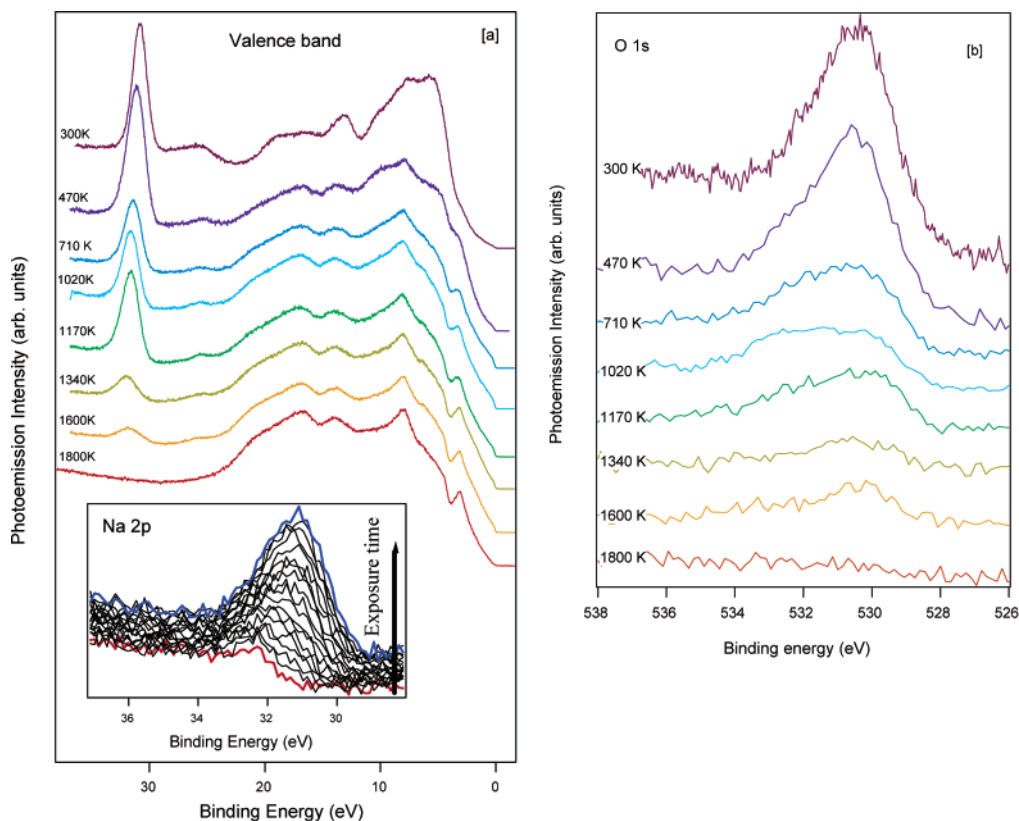 Valence band
[a]
Photoemission Intensity (arb. units)
300K
470K
710 K
1020K
1170K
1340K
1600K
1800K
Na 2p
Exposure time
36
34
32
30
Binding Energy (eV)
30
20
10
0
Binding Energy (eV)
O 1s
[b]
Photoemission Intensity (arb. units)
300 K
470 K
710 K
1020 K
1170 K
1340 K
1600 K
1800 K
538
536
534
532
530
528
526
Binding energy (eV)